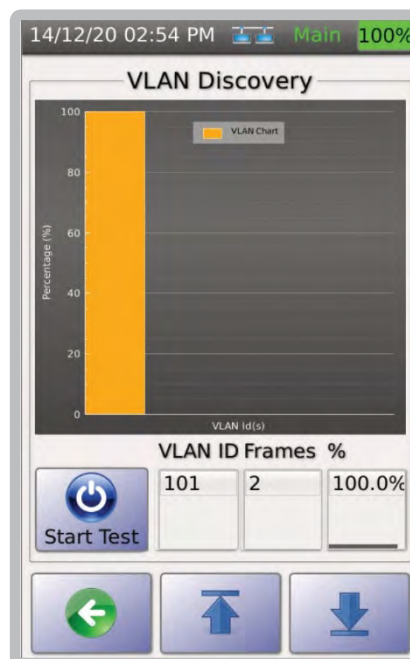 14/12/20 02:54 PM Main 100%
VLAN Discovery
100
VLAN Chart
80
60
Percentage (%)
40
20
0
VLAN Id(s)
VLAN ID Frames %
101 2 100.0%
Start Test